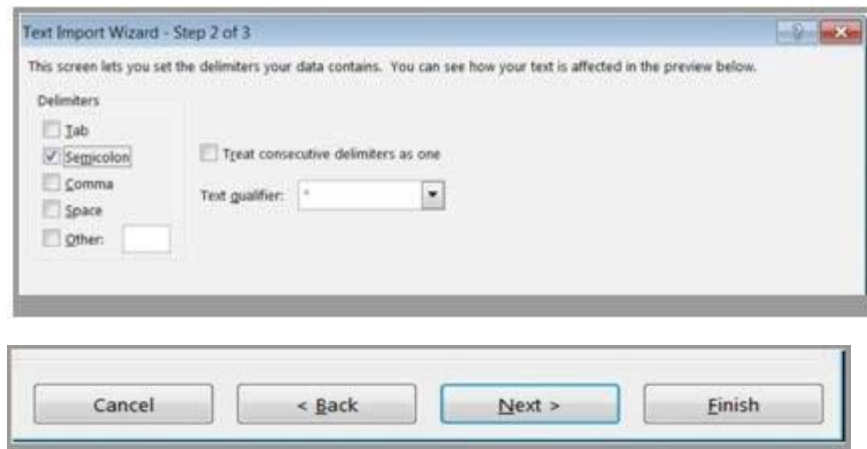 Text Import Wizard - Step 2 of 3
This screen lets you set the delimiters your data contains. You can see how your text is affected in the preview below.
Delimiters
Tab
Semicolon
Treat consecutive delimiters as one
Comma
Text qualifier: "
Space
Other:
Cancel
< Back
Next >
Finish